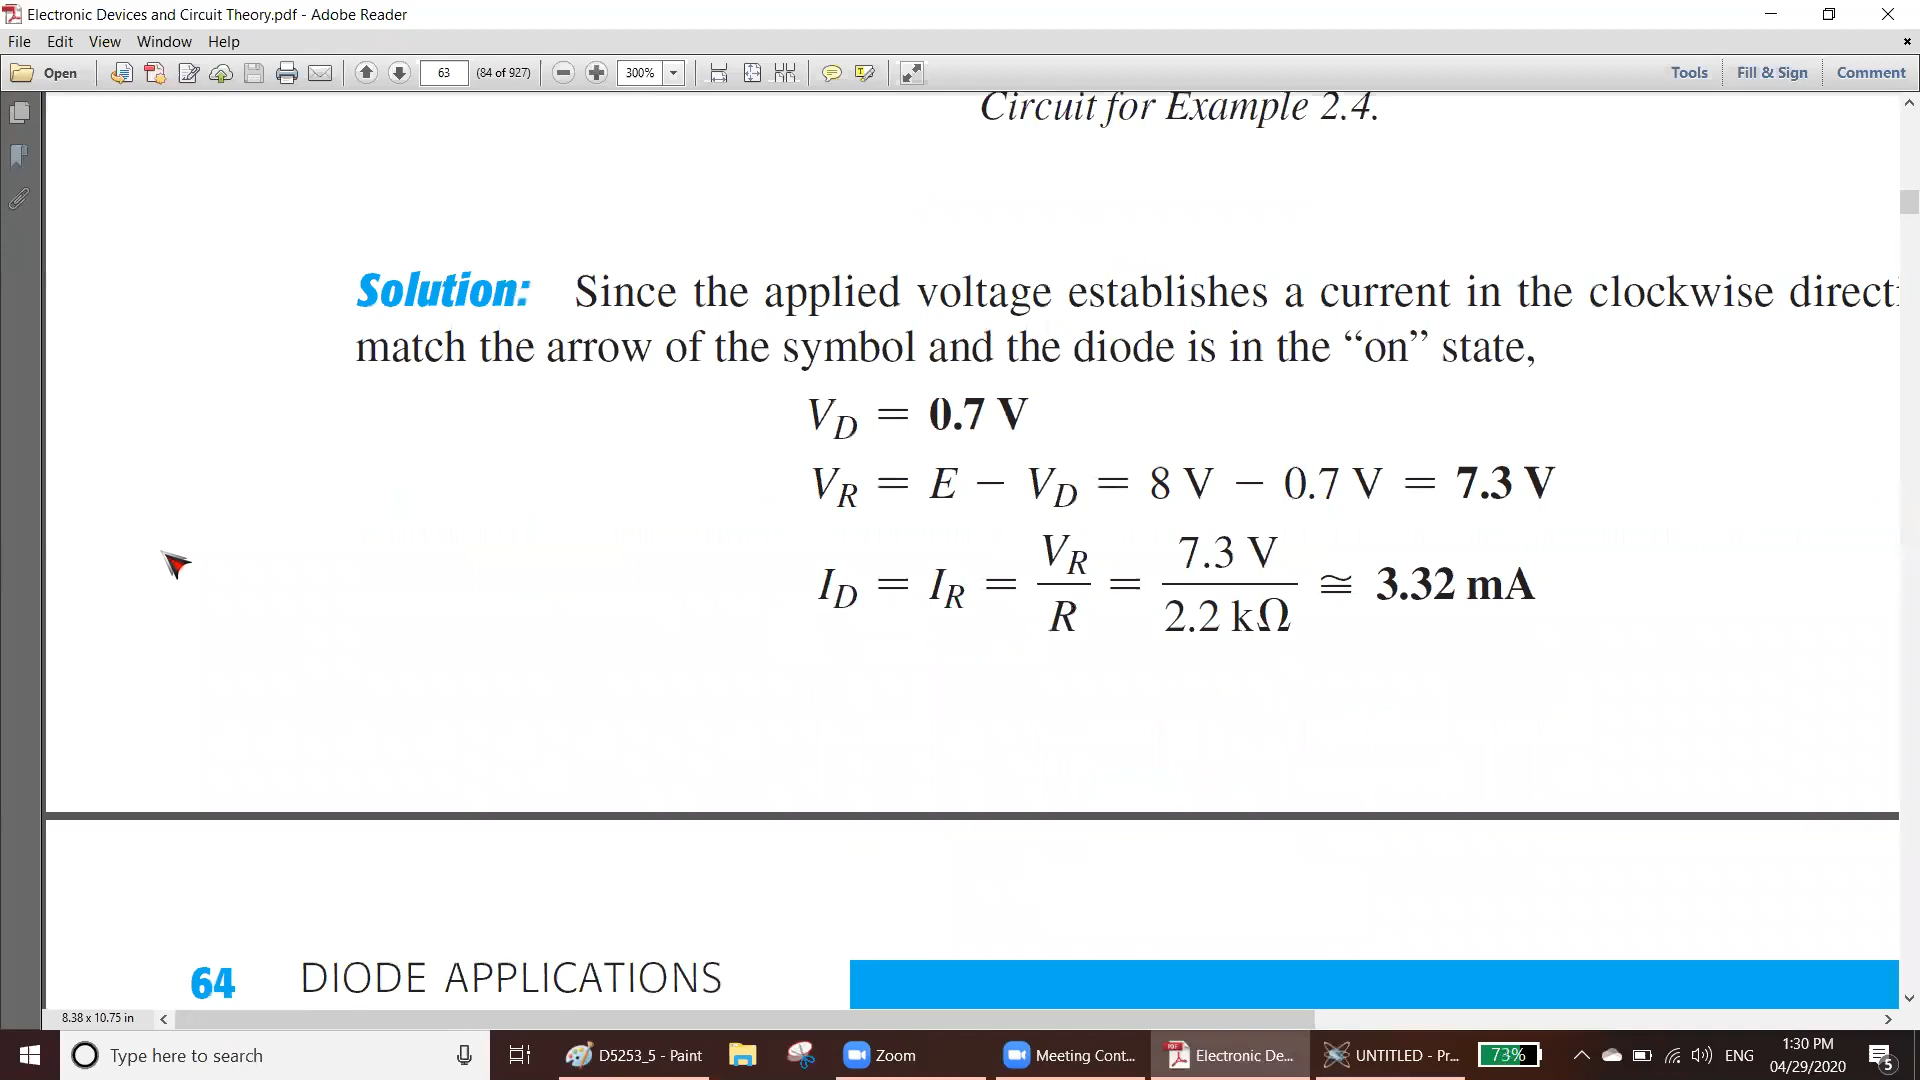 Electronic Devices and Circuit Theory.pdf - Adobe Reader
File Edit View Window Help
Open 63 (84 of 927) 300% Tools Fill & Sign Comment
Circuit for Example 2.4.
Solution: Since the applied voltage establishes a current in the clockwise directi
match the arrow of the symbol and the diode is in the “on” state,
V_D = 0.7 V
V_R = E − V_D = 8 V − 0.7 V = 7.3 V
I_D = I_R = V_R / R = 7.3 V / 2.2 kΩ ≅ 3.32 mA
64 DIODE APPLICATIONS
8.38 x 10.75 in
Type here to search D5253_5 - Paint Zoom Meeting Cont... Electronic De... UNTITLED - Pr... 73% ENG 1:30 PM
04/29/2020 5